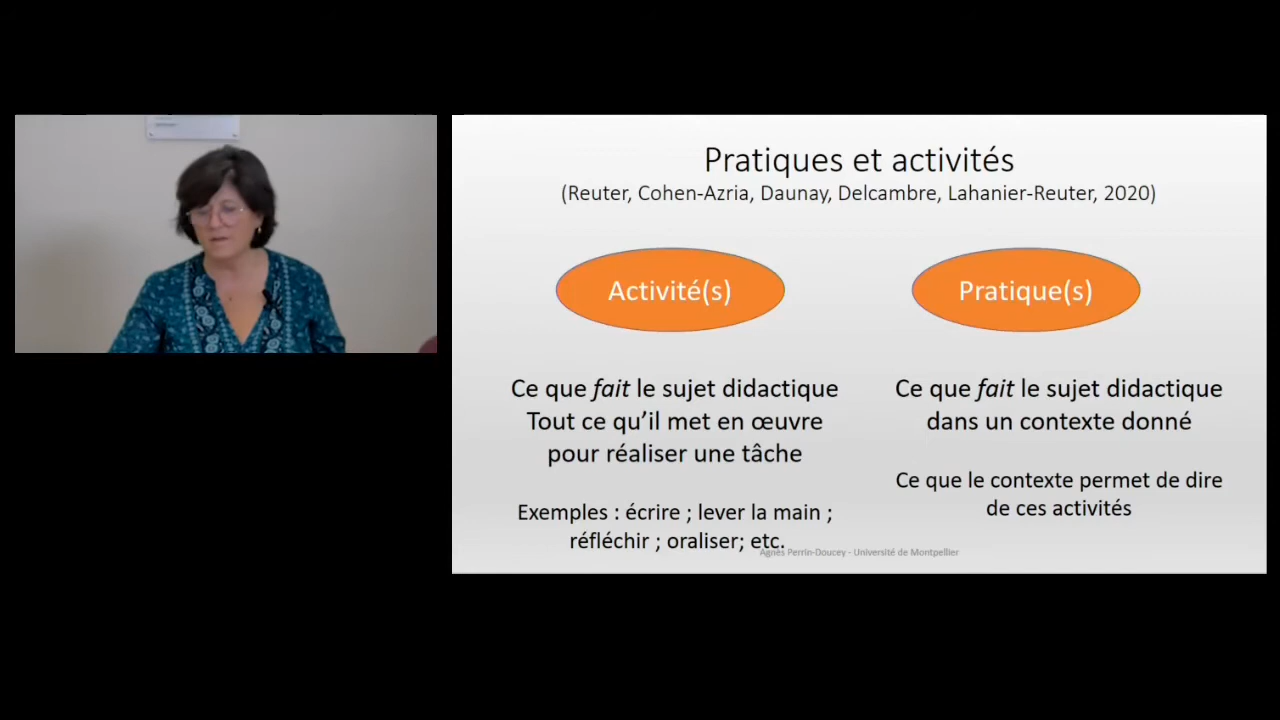 Pratiques et activités
(Reuter, Cohen-Azria, Daunay, Delcambre, Lahanier-Reuter, 2020)
Activité(s)
Pratique(s)
Ce que fait le sujet didactique
Tout ce qu’il met en œuvre
pour réaliser une tâche
Exemples : écrire ; lever la main ;
réfléchir ; oraliser; etc.
Ce que fait le sujet didactique
dans un contexte donné
Ce que le contexte permet de dire
de ces activités
Agnès Perrin-Doucey - Université de Montpellier